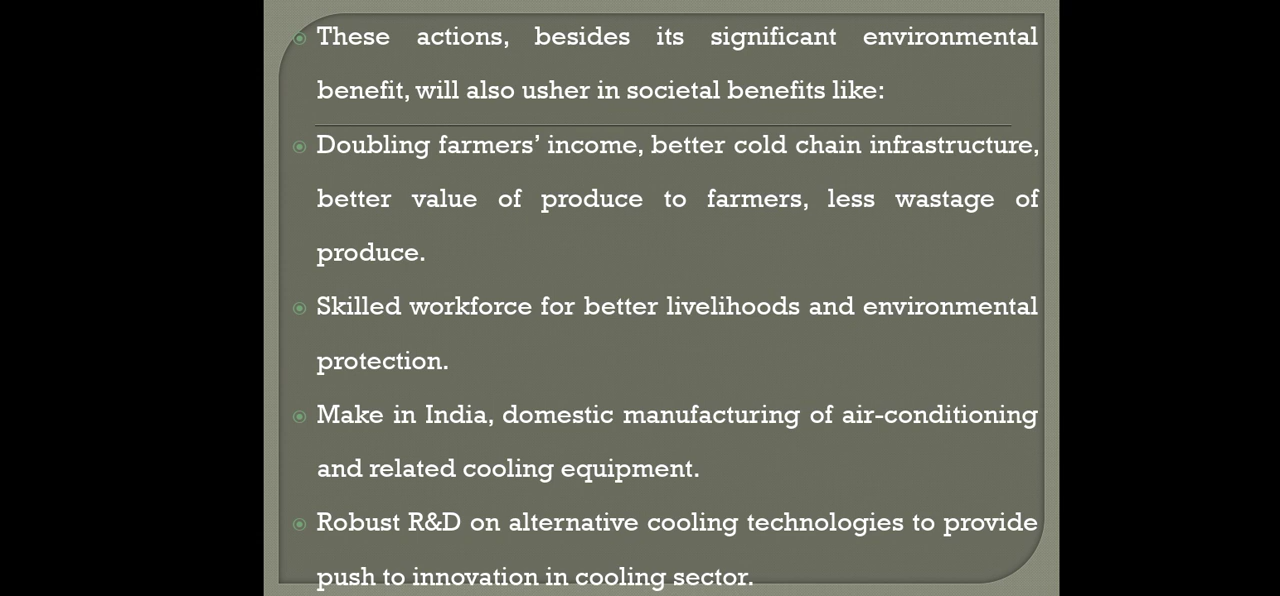 These actions, besides its significant environmental
benefit, will also usher in societal benefits like:
Doubling farmers’ income, better cold chain infrastructure,
better value of produce to farmers, less wastage of
produce.
Skilled workforce for better livelihoods and environmental
protection.
Make in India, domestic manufacturing of air-conditioning
and related cooling equipment.
Robust R&D on alternative cooling technologies to provide
push to innovation in cooling sector.